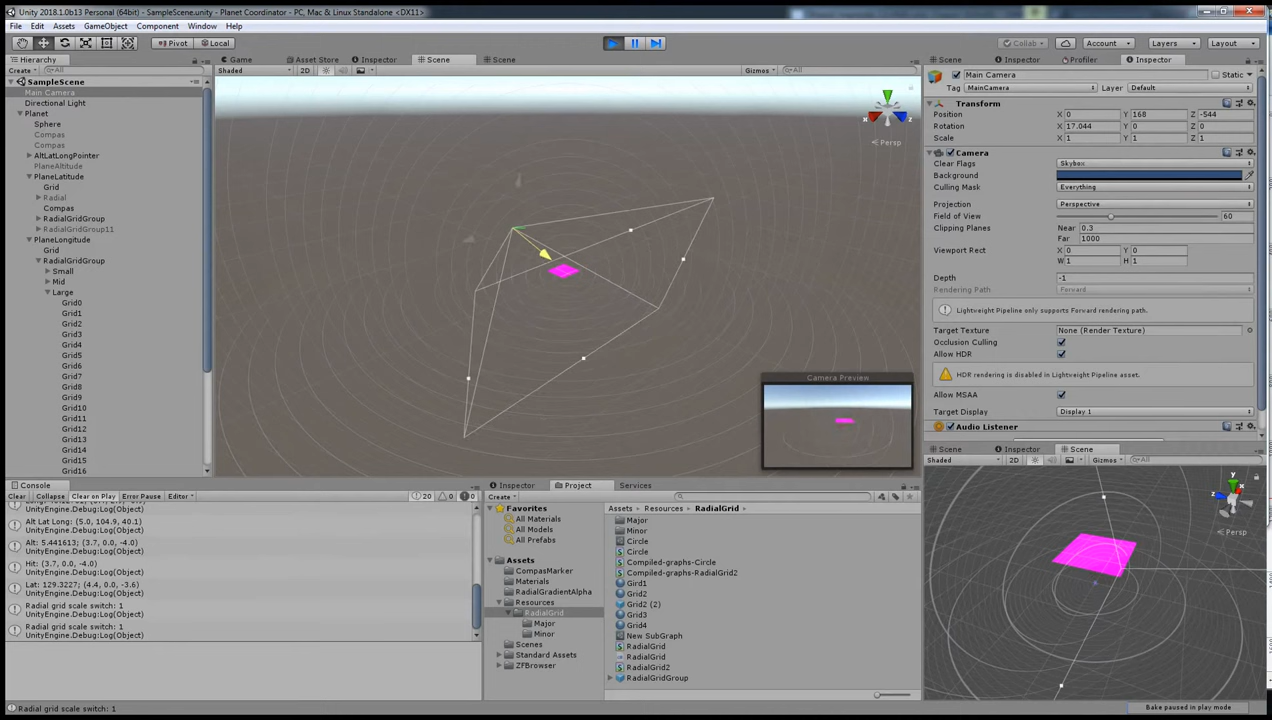 Unity 2018.1.0b13 Personal (64bit) - SampleScene.unity - Planet Coordinator - PC, Mac & Linux Standalone <DX11>
File Edit Assets GameObject Component Window Help
Pivot Local Collab Account Layers Layout
Hierarchy Game Asset Store Inspector Scene Scene Scene Inspector Profiler Inspector
Create All Shaded 2D Gizmos All
SampleScene
Main Camera
Directional Light
Planet
Sphere
Compas
Compas
AltLatLongPointer
PlaneAltitude
PlaneLatitude
Grid
Radial
Compas
RadialGridGroup
RadialGridGroup11
PlaneLongitude
Grid
RadialGridGroup
Small
Mid
Large
Grid0
Grid1
Grid2
Grid3
Grid4
Grid5
Grid6
Grid7
Grid8
Grid9
Grid10
Grid11
Grid12
Grid13
Grid14
Grid15
Grid16
Persp
Camera Preview
Main Camera Static
Tag MainCamera Layer Default
Transform
Position X 0 Y 168 Z -544
Rotation X 17.044 Y 0 Z 0
Scale X 1 Y 1 Z 1
Camera
Clear Flags Skybox
Background
Culling Mask Everything
Projection Perspective
Field of View 60
Clipping Planes Near 0.3
Far 1000
Viewport Rect X 0 Y 0
W 1 H 1
Depth -1
Rendering Path Forward
Lightweight Pipeline only supports Forward rendering path.
Target Texture None (Render Texture)
Occlusion Culling
Allow HDR
HDR rendering is disabled in Lightweight Pipeline asset.
Allow MSAA
Target Display Display 1
Audio Listener
Scene Inspector Scene
Shaded 2D Gizmos All
y
x
z
Persp
Console
Clear Collapse Clear on Play Error Pause Editor 20 0 0
UnityEngine.Debug:Log(Object)
Alt Lat Long: (5.0, 104.9, 40.1)
UnityEngine.Debug:Log(Object)
Alt: 5.441613; (3.7, 0.0, -4.0)
UnityEngine.Debug:Log(Object)
Hit: (3.7, 0.0, -4.0)
UnityEngine.Debug:Log(Object)
Lat: 129.3227; (4.4, 0.0, -3.6)
UnityEngine.Debug:Log(Object)
Radial grid scale switch: 1
UnityEngine.Debug:Log(Object)
Radial grid scale switch: 1
UnityEngine.Debug:Log(Object)
Inspector Project Services
Create
Favorites
All Materials
All Models
All Prefabs
Assets
CompasMarker
Materials
RadialGradientAlpha
Resources
RadialGrid
Major
Minor
Scenes
Standard Assets
ZFBrowser
Assets Resources RadialGrid
Major
Minor
Circle
Circle
Compiled-graphs-Circle
Compiled-graphs-RadialGrid2
Gird1
Grid2
Grid2 (2)
Grid3
Grid4
New SubGraph
RadialGrid
RadialGrid
RadialGrid2
RadialGridGroup
Radial grid scale switch: 1
Bake paused in play mode